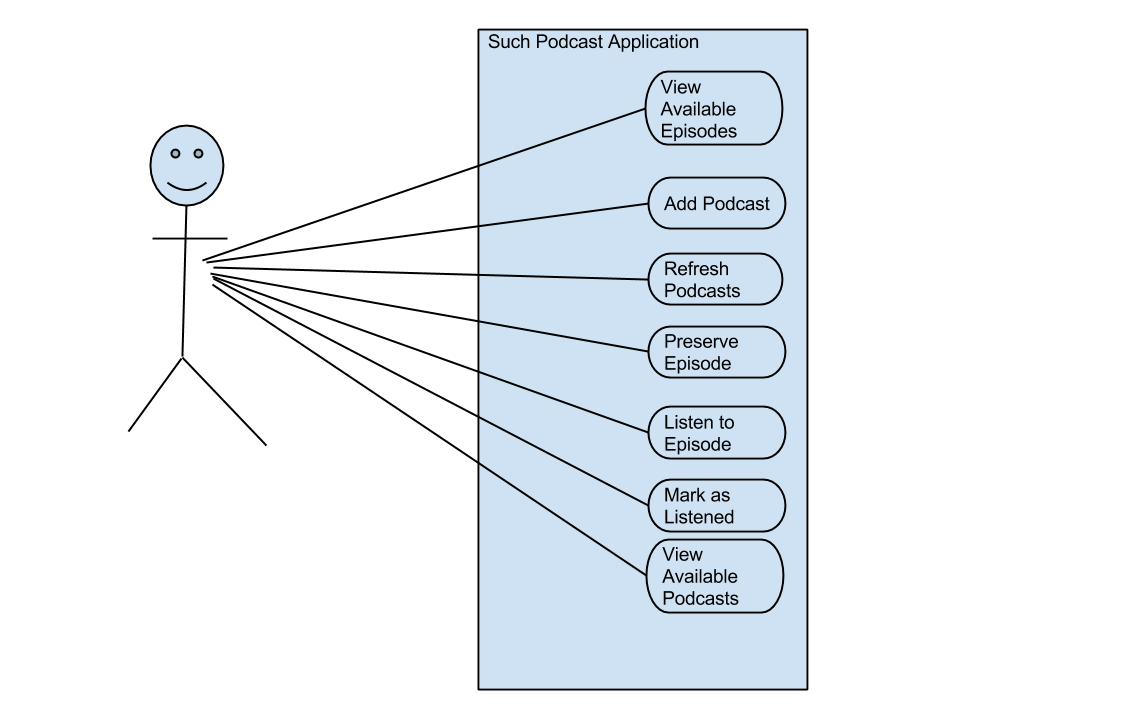 Such Podcast Application
View
Available
Episodes
Add Podcast
Refresh
Podcasts
Preserve
Episode
Listen to
Episode
Mark as
Listened
View
Available
Podcasts